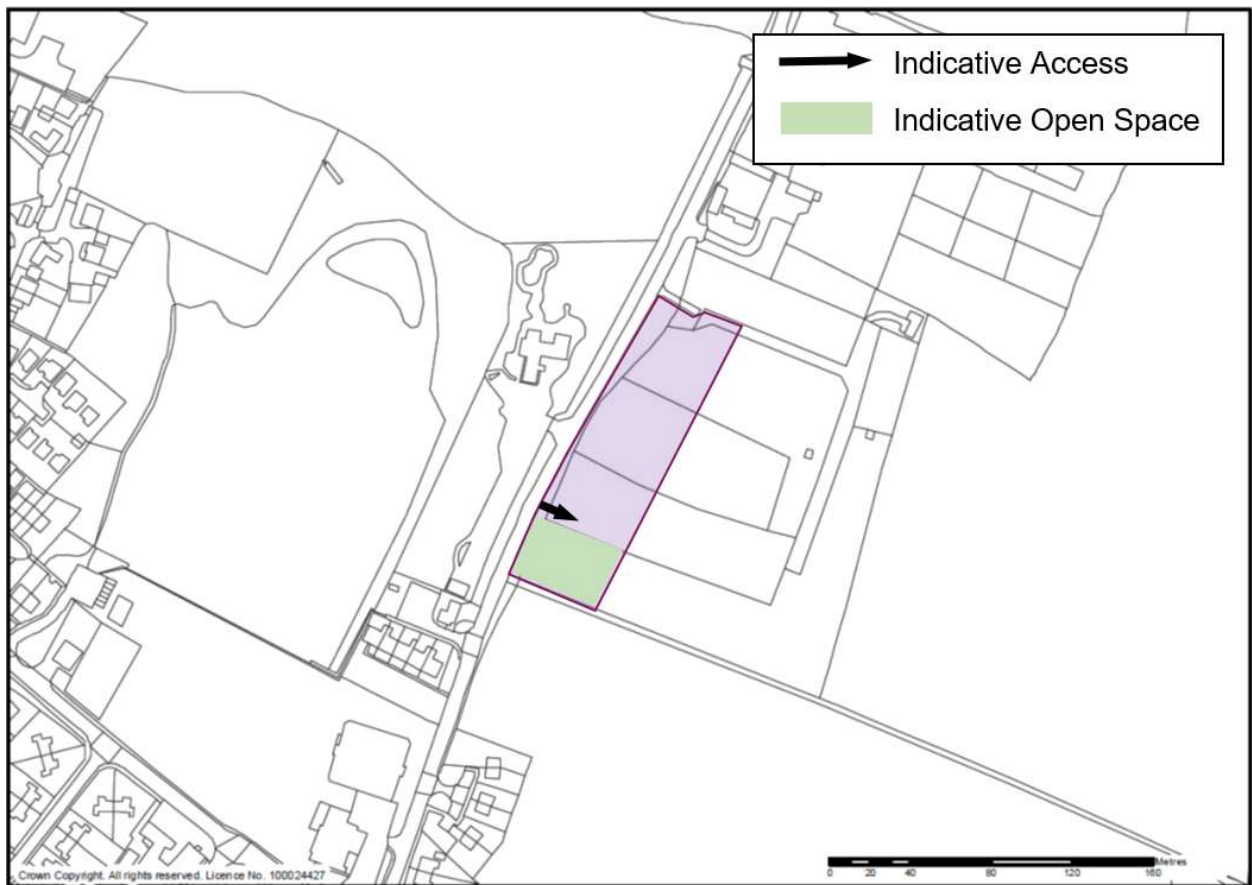 Indicative Access
Indicative Open Space
Crown Copyright. All rights reserved. Licence No. 100024427
Metres
0 20 40 80 120 160